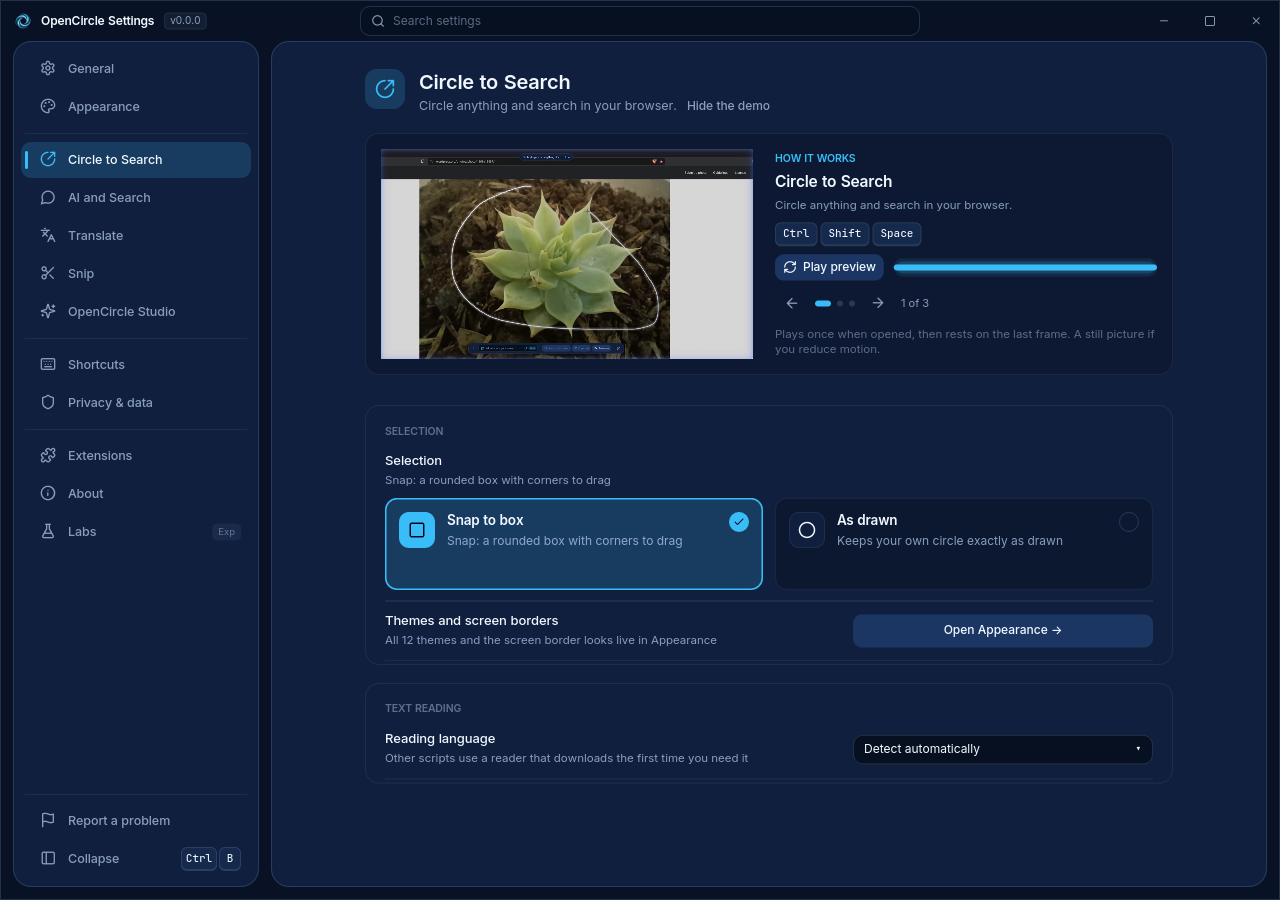 OpenCircle Settings
v0.0.0
Search settings
General
Appearance
Circle to Search
AI and Search
Translate
Snip
OpenCircle Studio
Shortcuts
Privacy & data
Extensions
About
Labs
Exp
Report a problem
Collapse
Ctrl
B
Circle to Search
Circle anything and search in your browser. Hide the demo
HOW IT WORKS
Circle to Search
Circle anything and search in your browser.
Ctrl
Shift
Space
Play preview
1 of 3
Plays once when opened, then rests on the last frame. A still picture if
you reduce motion.
SELECTION
Selection
Snap: a rounded box with corners to drag
Snap to box
Snap: a rounded box with corners to drag
As drawn
Keeps your own circle exactly as drawn
Themes and screen borders
All 12 themes and the screen border looks live in Appearance
Open Appearance →
TEXT READING
Reading language
Other scripts use a reader that downloads the first time you need it
Detect automatically